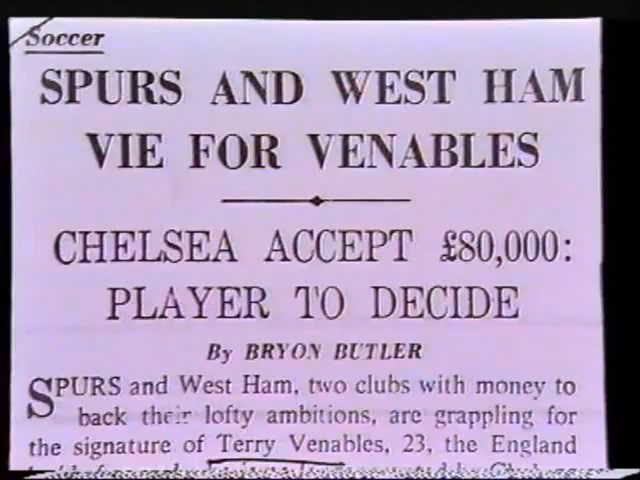 Soccer
SPURS AND WEST HAM
VIE FOR VENABLES
CHELSEA ACCEPT £80,000:
PLAYER TO DECIDE
By BRYON BUTLER
SPURS and West Ham, two clubs with money to
back their lofty ambitions, are grappling for
the signature of Terry Venables, 23, the England